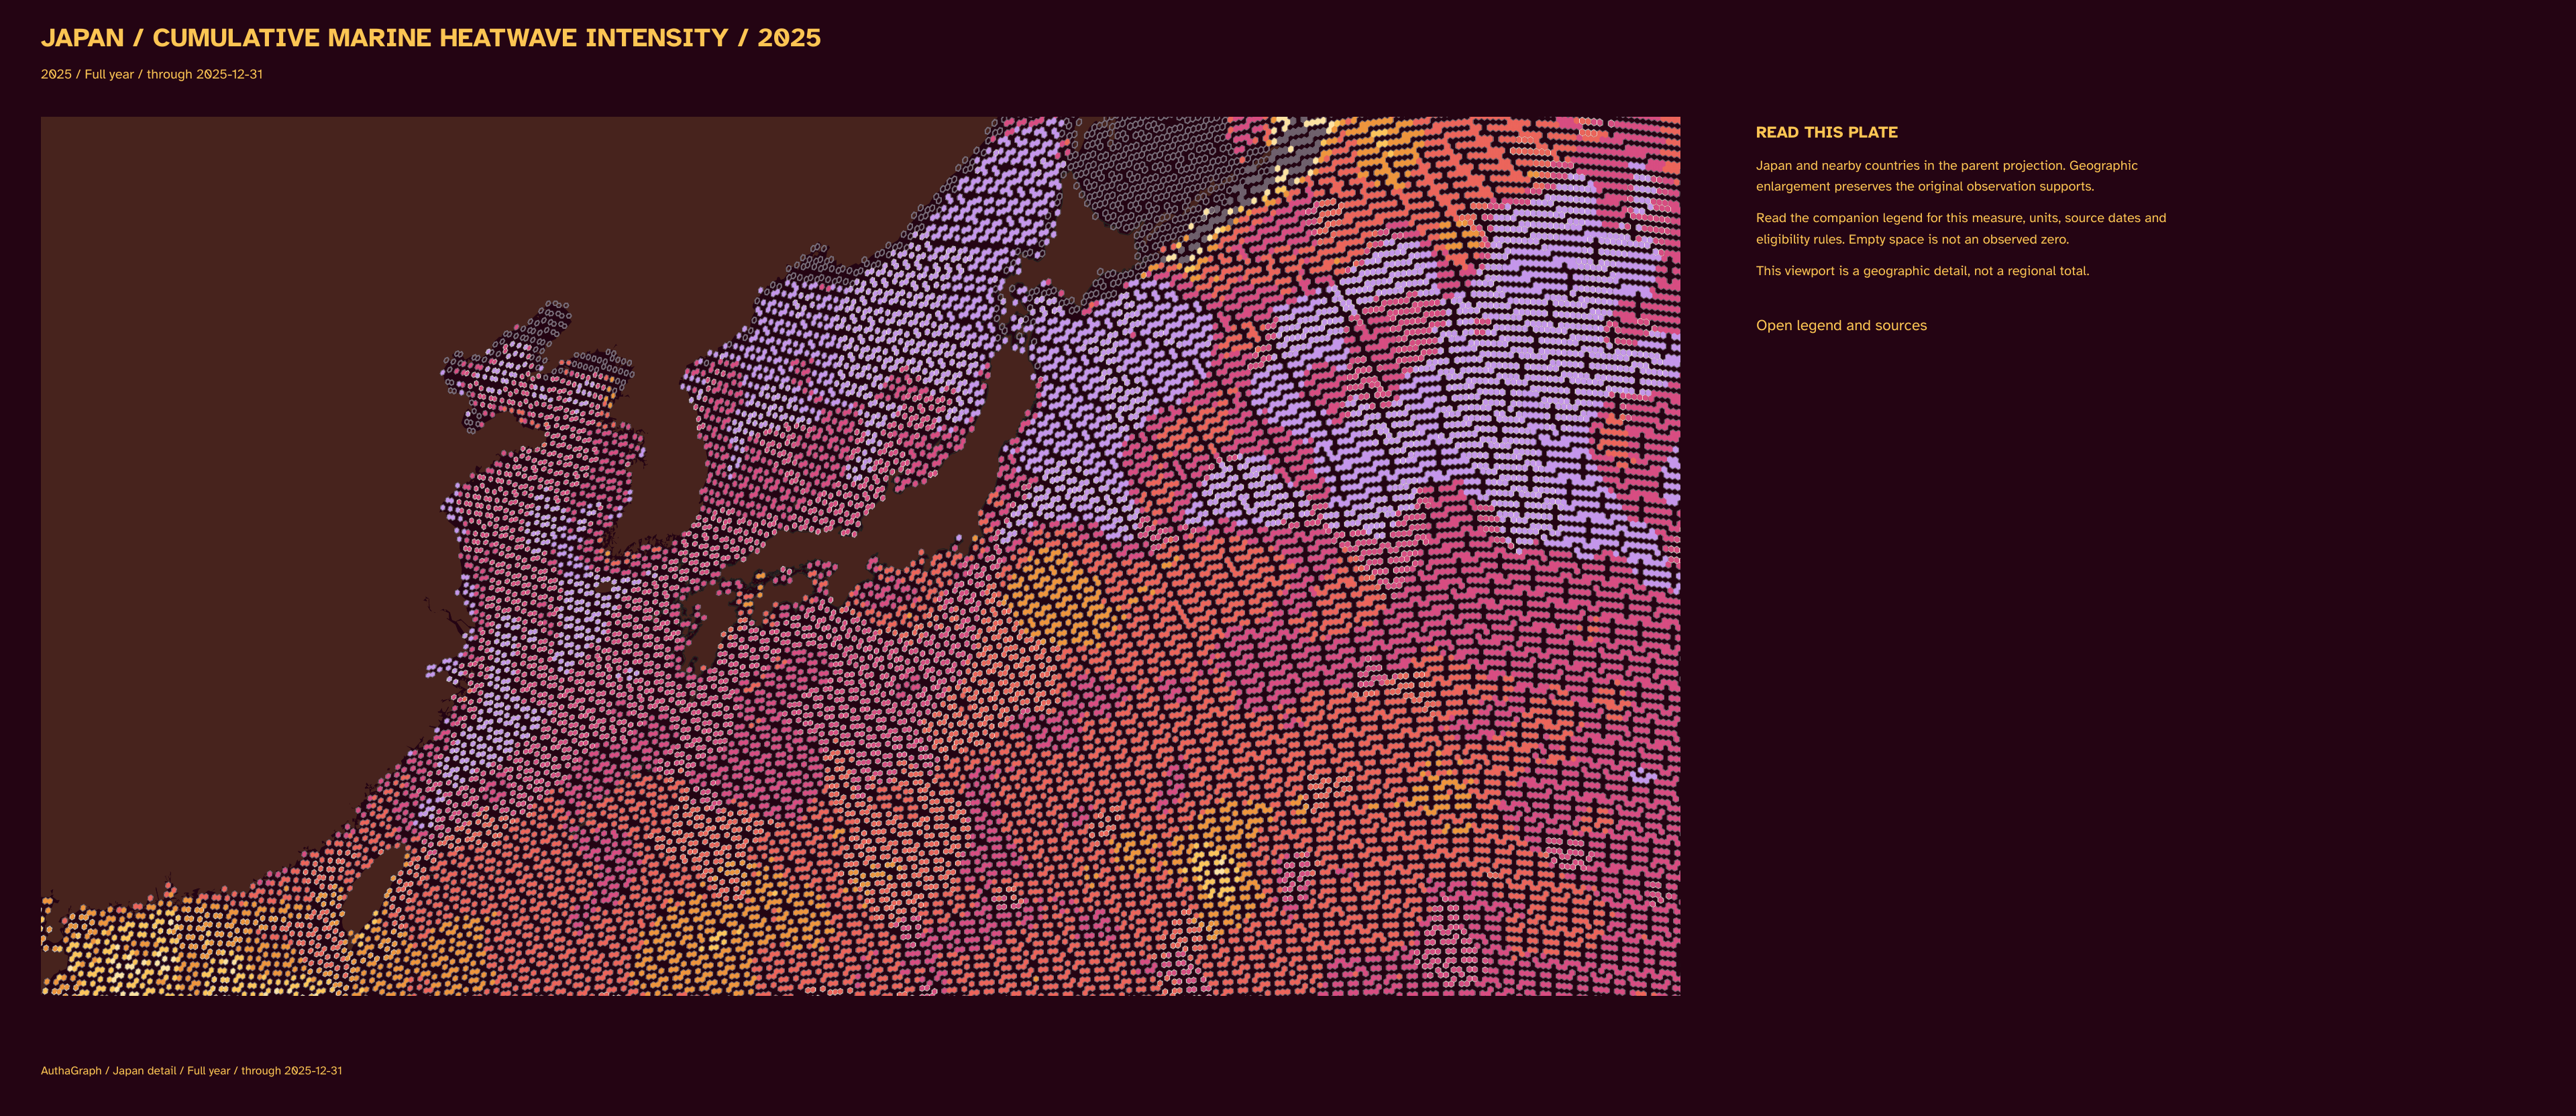 JAPAN / CUMULATIVE MARINE HEATWAVE INTENSITY / 2025
2025 / Full year / through 2025-12-31
READ THIS PLATE
Japan and nearby countries in the parent projection. Geographic
enlargement preserves the original observation supports.
Read the companion legend for this measure, units, source dates and
eligibility rules. Empty space is not an observed zero.
This viewport is a geographic detail, not a regional total.
Open legend and sources
AuthaGraph / Japan detail / Full year / through 2025-12-31